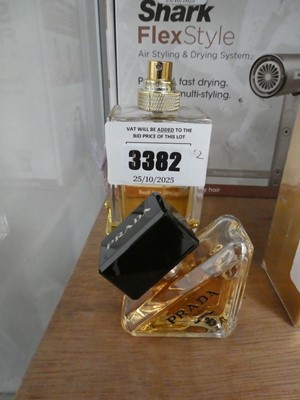 Shark
FlexStyle
Air Styling & Drying System
fast drying.
multi-styling.
VAT WILL BE ADDED TO THE
BID PRICE OF THIS LOT
3382
25/10/2025
hair
PRADA
PRADA